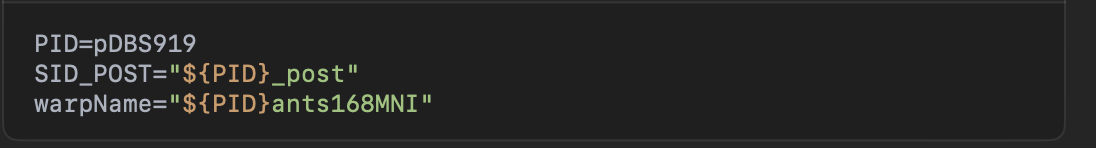 PID=pDBS919
SID_POST="${PID}_post"
warpName="${PID}ants168MNI"